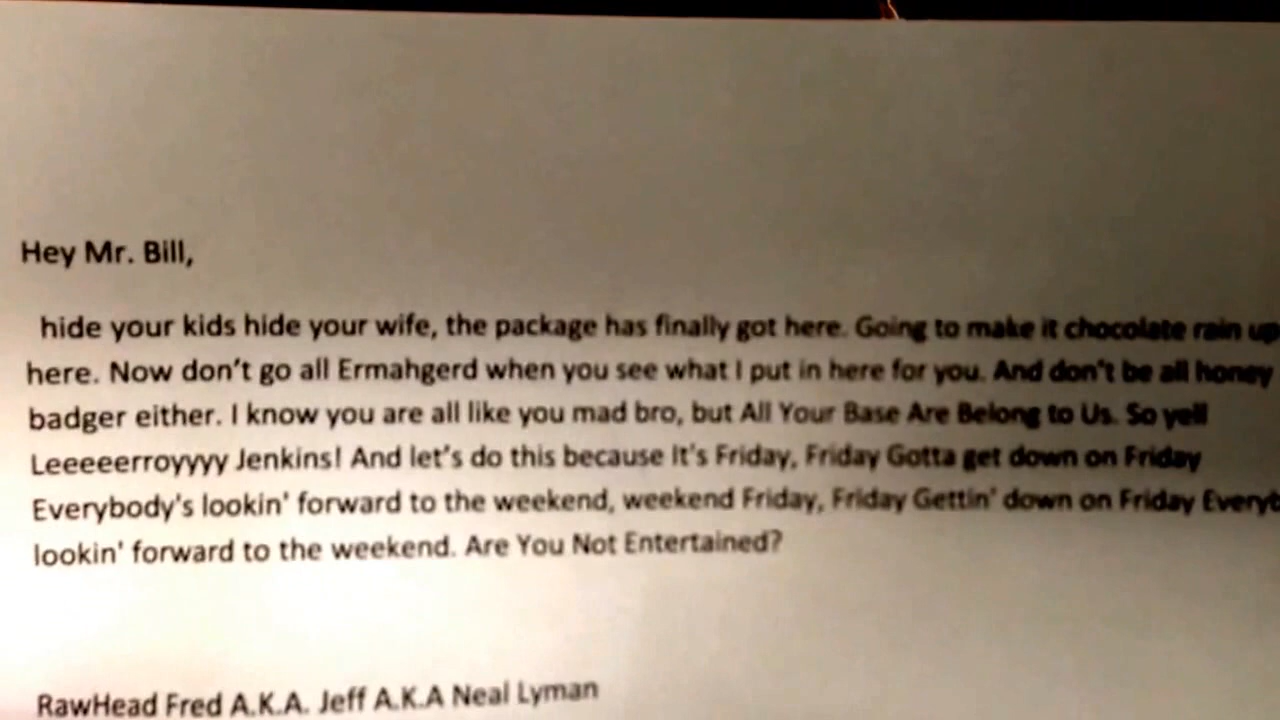 Hey Mr. Bill,
hide your kids hide your wife, the package has finally got here. Going to make it chocolate rain up
here. Now don't go all Ermahgerd when you see what I put in here for you. And don't be all honey
badger either. I know you are all like you mad bro, but All Your Base Are Belong to Us. So yell
Leeeeerroyyyy Jenkins! And let's do this because It's Friday, Friday Gotta get down on Friday
Everybody's lookin' forward to the weekend, weekend Friday, Friday Gettin' down on Friday
lookin' forward to the weekend. Are You Not Entertained?
RawHead Fred A.K.A. Jeff A.K.A Neal Lyman